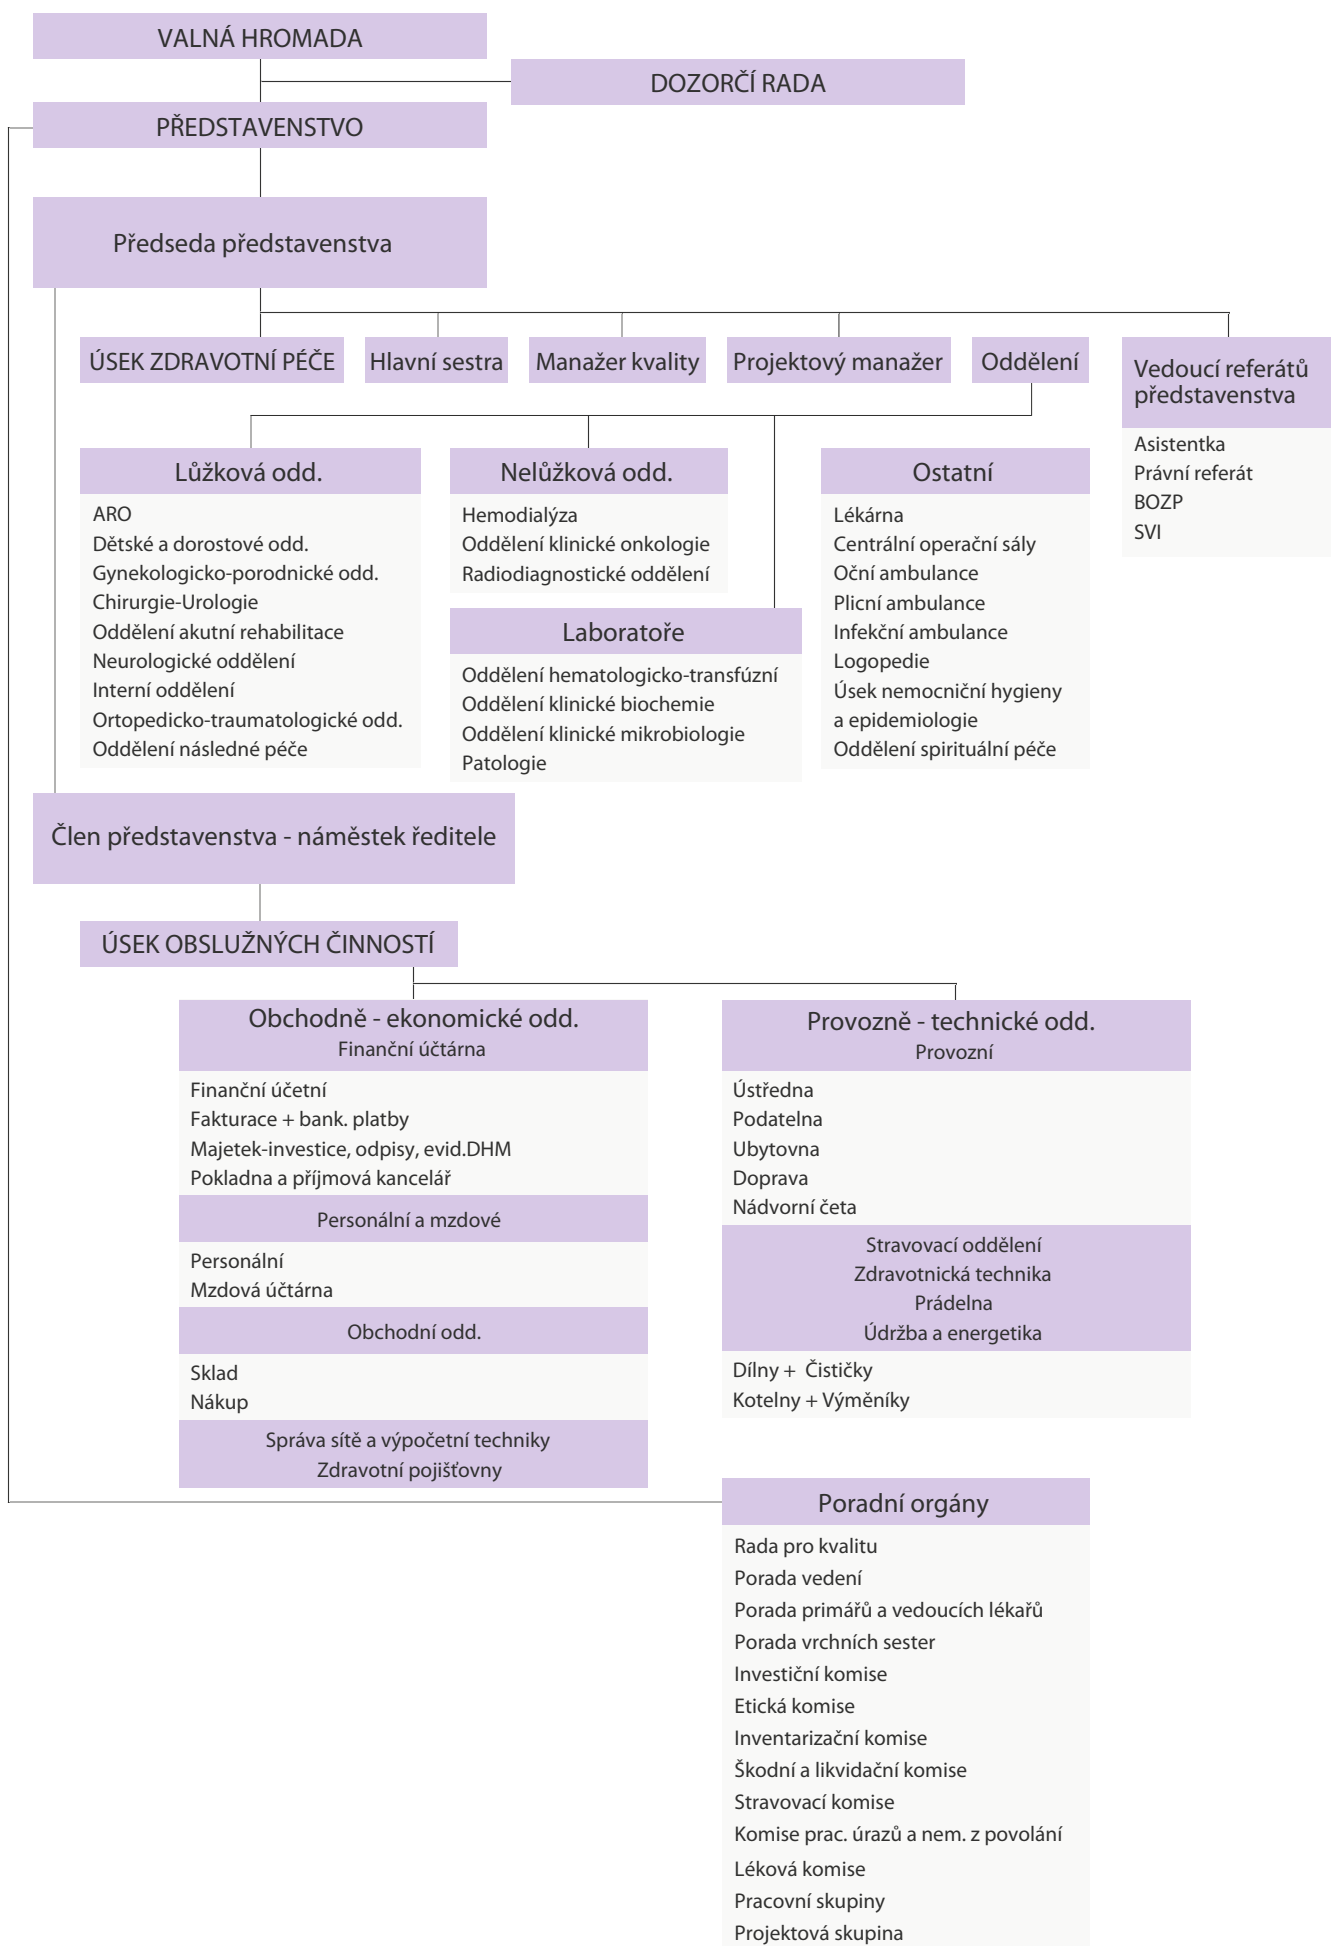 VALNÁ HROMADA
DOZORČÍ RADA
PŘEDSTAVENSTVO
Předseda představenstva
ÚSEK ZDRAVOTNÍ PÉČE
Hlavní sestra
Manažer kvality
Projektový manažer
Oddělení
Vedoucí referátů
představenstva
Asistentka
Právní referát
BOZP
SVI
Lůžková odd.
ARO
Dětské a dorostové odd.
Gynekologicko-porodnické odd.
Chirurgie-Urologie
Oddělení akutní rehabilitace
Neurologické oddělení
Interní oddělení
Ortopedicko-traumatologické odd.
Oddělení následné péče
Nelůžková odd.
Hemodialýza
Oddělení klinické onkologie
Radiodiagnostické oddělení
Laboratoře
Oddělení hematologicko-transfúzní
Oddělení klinické biochemie
Oddělení klinické mikrobiologie
Patologie
Ostatní
Lékárna
Centrální operační sály
Oční ambulance
Plicní ambulance
Infekční ambulance
Logopedie
Úsek nemocniční hygieny
a epidemiologie
Oddělení spirituální péče
Člen představenstva - náměstek ředitele
ÚSEK OBSLUŽNÝCH ČINNOSTÍ
Obchodně - ekonomické odd.
Finanční účtárna
Finanční účetní
Fakturace + bank. platby
Majetek-investice, odpisy, evid.DHM
Pokladna a příjmová kancelář
Personální a mzdové
Personální
Mzdová účtárna
Obchodní odd.
Sklad
Nákup
Správa sítě a výpočetní techniky
Zdravotní pojišťovny
Provozně - technické odd.
Provozní
Ústředna
Podatelna
Ubytovna
Doprava
Nádvorní četa
Stravovací oddělení
Zdravotnická technika
Prádelna
Údržba a energetika
Dílny + Čističky
Kotelny + Výměníky
Poradní orgány
Rada pro kvalitu
Porada vedení
Porada primářů a vedoucích lékařů
Porada vrchních sester
Investiční komise
Etická komise
Inventarizační komise
Škodní a likvidační komise
Stravovací komise
Komise prac. úrazů a nem. z povolání
Léková komise
Pracovní skupiny
Projektová skupina